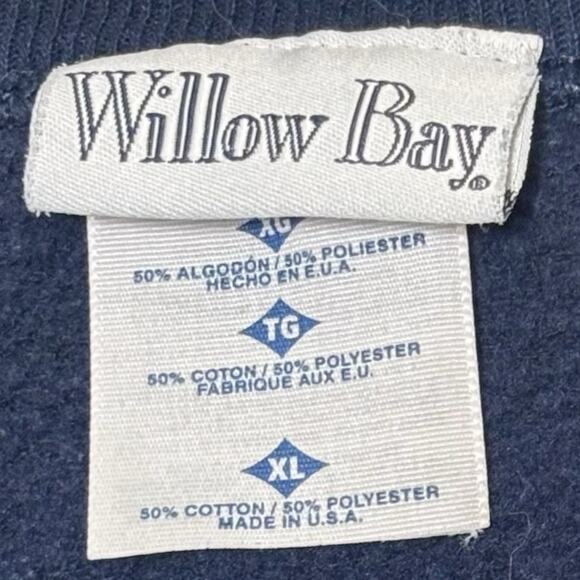 Willow Bay®
XG
50% ALGODÓN / 50% POLIESTER
HECHO EN E.U.A.
TG
50% COTON / 50% POLYESTER
FABRIQUE AUX E.U.
XL
50% COTTON / 50% POLYESTER
MADE IN U.S.A.